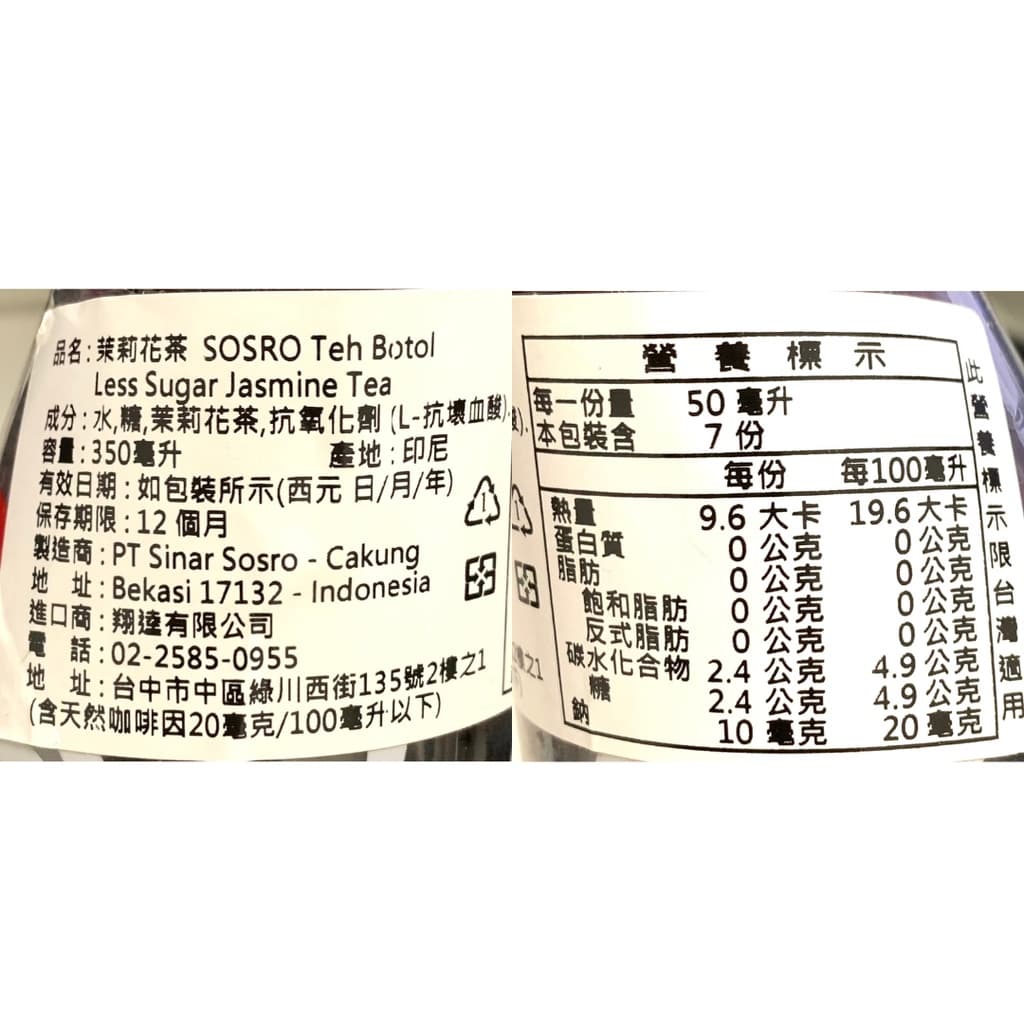 品名:茉莉花茶 SOSRO Teh Botol
Less Sugar Jasmine Tea
成分:水,糖,茉莉花茶,抗氧化劑(L-抗壞血酸).
容量:350毫升 產地:印尼
有效日期:如包裝所示(西元 日/月/年)
保存期限:12個月
製造商:PT Sinar Sosro - Cakung
地 址:Bekasi 17132 - Indonesia
進口商:翔達有限公司
電 話:02-2585-0955
地 址:台中市中區綠川西街135號2樓之1
(含天然咖啡因20毫克/100毫升以下)
1
營養標示
每一份量 50毫升
本包裝含 7份
每份 每100毫升
熱量 9.6大卡 19.6大卡
蛋白質 0公克 0公克
脂肪 0公克 0公克
飽和脂肪 0公克 0公克
反式脂肪 0公克 0公克
碳水化合物 2.4公克 4.9公克
糖 2.4公克 4.9公克
鈉 10毫克 20毫克
此營養標示限台灣適用